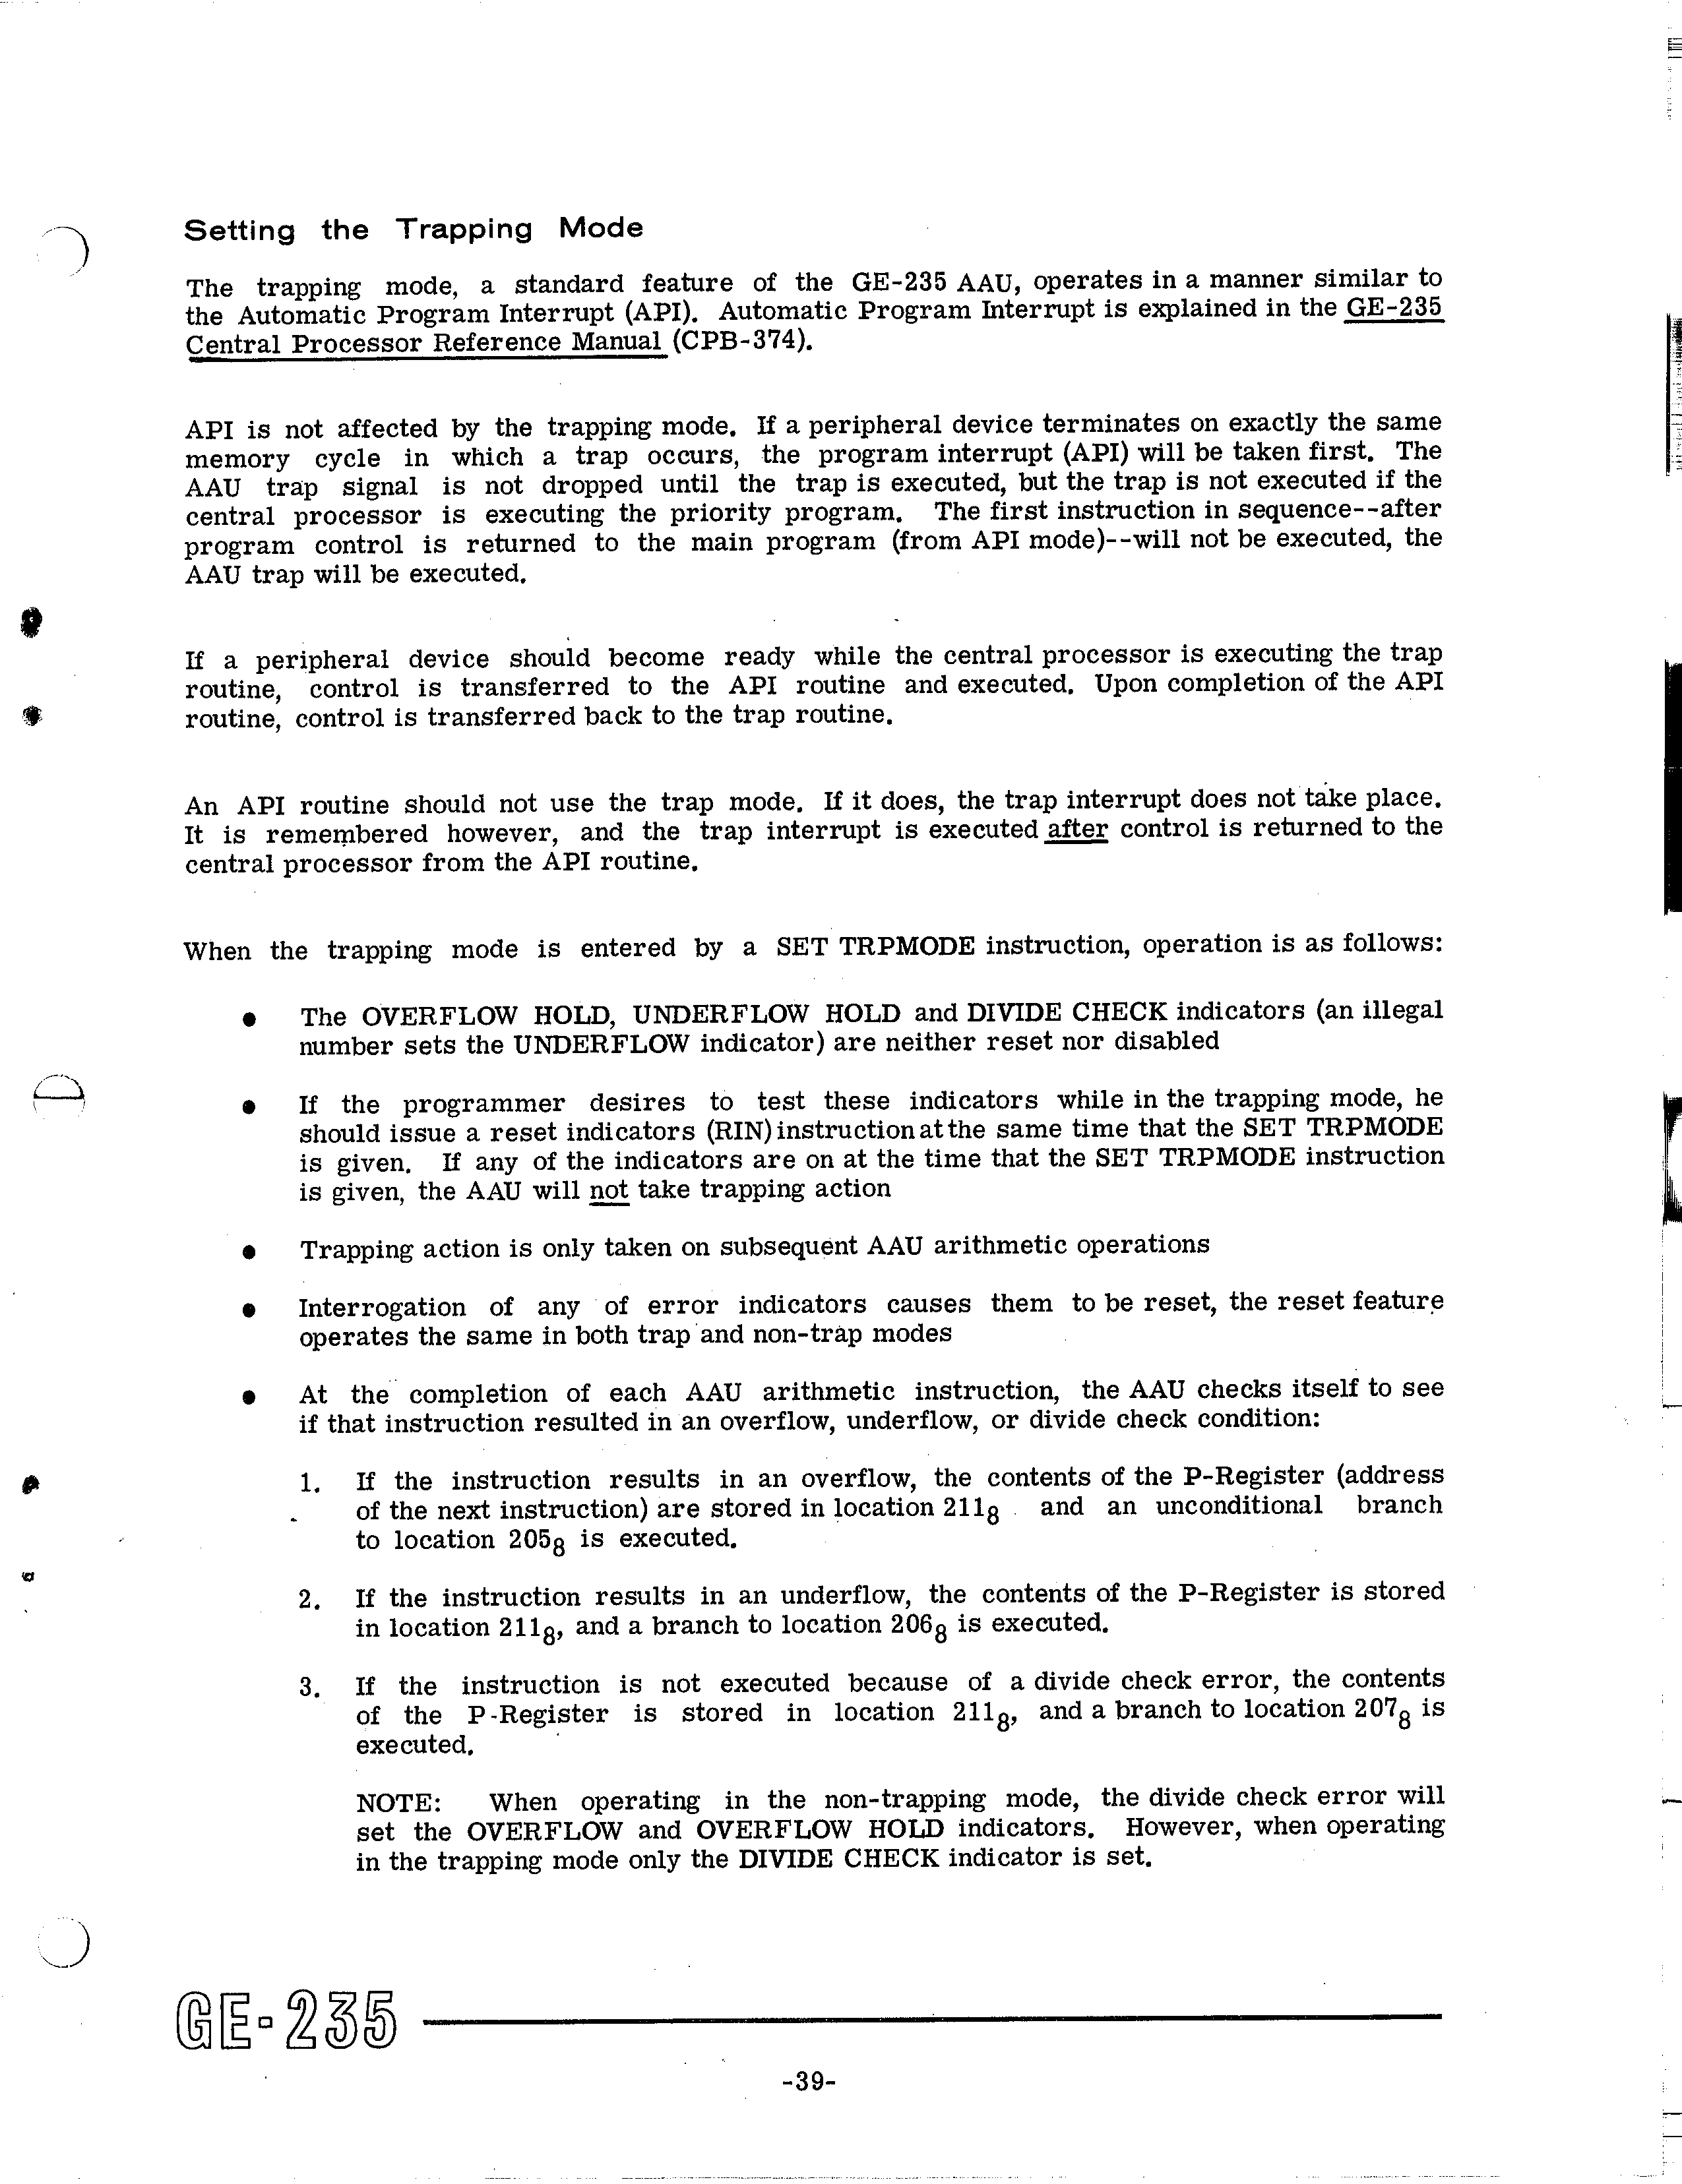 Setting the Trapping Mode
The trapping mode, a standard feature of the GE-235 AAU, operates in a manner similar to
the Automatic Program Interrupt (API). Automatic Program Interrupt is explained in the GE-235
Central Processor Reference Manual (CPB-374).
API is not affected by the trapping mode. If a peripheral device terminates on exactly the same
memory cycle in which a trap occurs, the program interrupt (API) will be taken first. The
AAU trap signal is not dropped until the trap is executed, but the trap is not executed if the
central processor is executing the priority program. The first instruction in sequence--after
program control is returned to the main program (from API mode)--will not be executed, the
AAU trap will be executed.
If a peripheral device should become ready while the central processor is executing the trap
routine, control is transferred to the API routine and executed. Upon completion of the API
routine, control is transferred back to the trap routine.
An API routine should not use the trap mode. If it does, the trap interrupt does not take place.
It is remembered however, and the trap interrupt is executed after control is returned to the
central processor from the API routine.
When the trapping mode is entered by a SET TRPMODE instruction, operation is as follows:
● The OVERFLOW HOLD, UNDERFLOW HOLD and DIVIDE CHECK indicators (an illegal
number sets the UNDERFLOW indicator) are neither reset nor disabled
● If the programmer desires to test these indicators while in the trapping mode, he
should issue a reset indicators (RIN) instruction at the same time that the SET TRPMODE
is given. If any of the indicators are on at the time that the SET TRPMODE instruction
is given, the AAU will not take trapping action
● Trapping action is only taken on subsequent AAU arithmetic operations
● Interrogation of any of error indicators causes them to be reset, the reset feature
operates the same in both trap and non-trap modes
● At the completion of each AAU arithmetic instruction, the AAU checks itself to see
if that instruction resulted in an overflow, underflow, or divide check condition:
1. If the instruction results in an overflow, the contents of the P-Register (address
of the next instruction) are stored in location 211₈ and an unconditional branch
to location 205₈ is executed.
2. If the instruction results in an underflow, the contents of the P-Register is stored
in location 211₈, and a branch to location 206₈ is executed.
3. If the instruction is not executed because of a divide check error, the contents
of the P-Register is stored in location 211₈, and a branch to location 207₈ is
executed.
NOTE: When operating in the non-trapping mode, the divide check error will
set the OVERFLOW and OVERFLOW HOLD indicators. However, when operating
in the trapping mode only the DIVIDE CHECK indicator is set.
GE-235
-39-